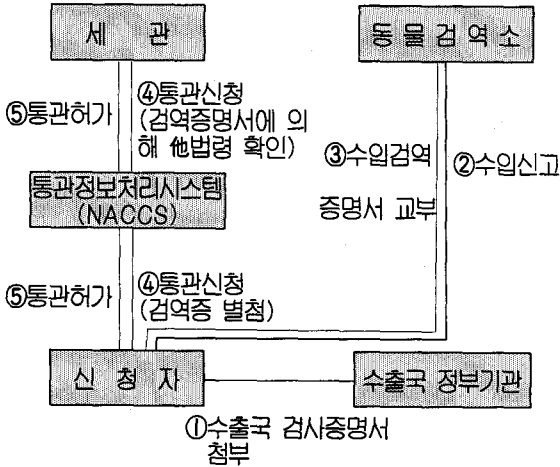 세 관
동 물 검 역 소
⑤통관허가
④통관신청
(검역증명서에 의
해 他법령 확인)
③수입검역
증명서 교부
②수입신고
통관정보처리시스템
(NACCS)
⑤통관허가
④통관신청
(검역증 별첨)
신 청 자
수출국 정부기관
①수출국 검사증명서
첨부